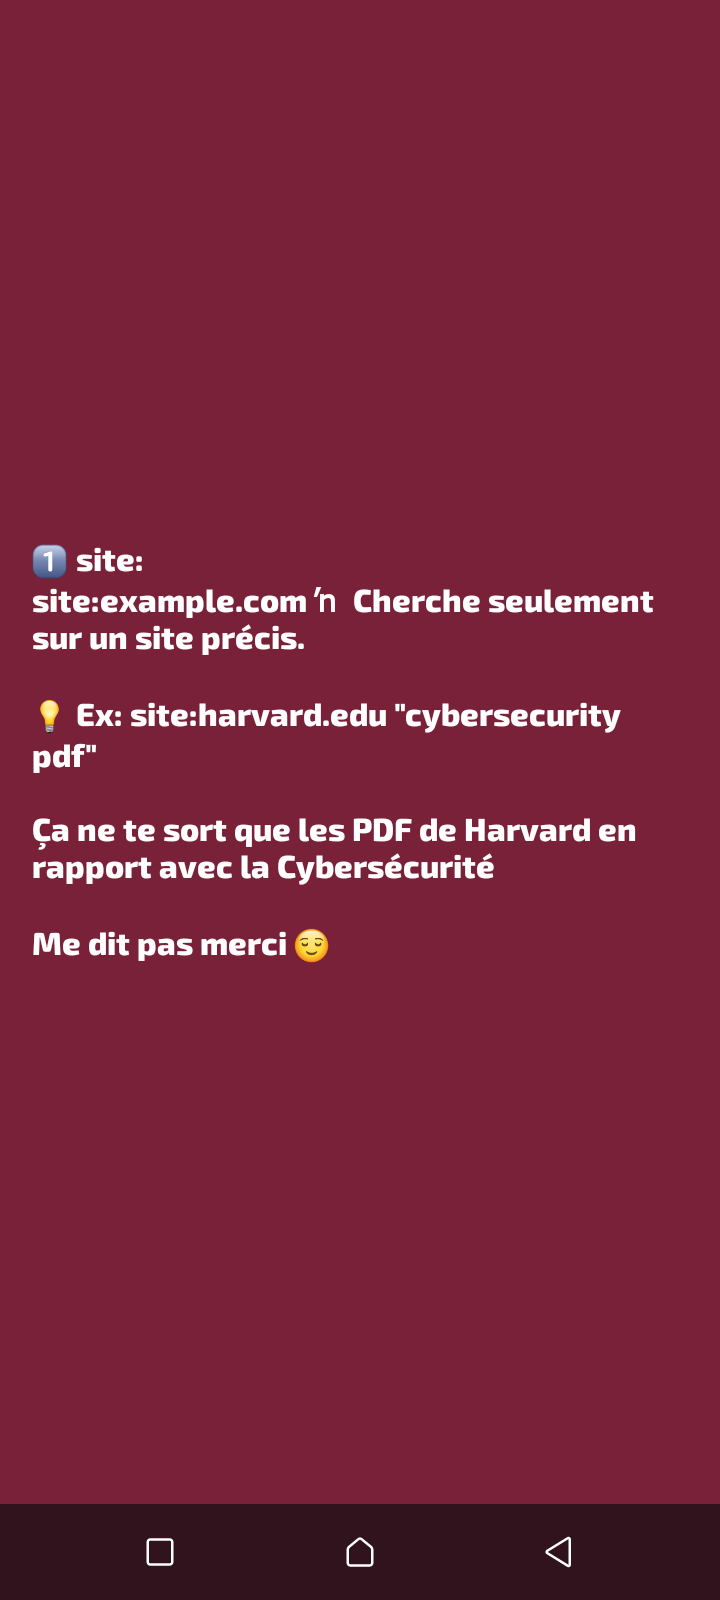 1️⃣ site:
site:example.com ŉ Cherche seulement
sur un site précis.
💡 Ex: site:harvard.edu "cybersecurity
pdf"
Ça ne te sort que les PDF de Harvard en
rapport avec la Cybersécurité
Me dit pas merci 😌